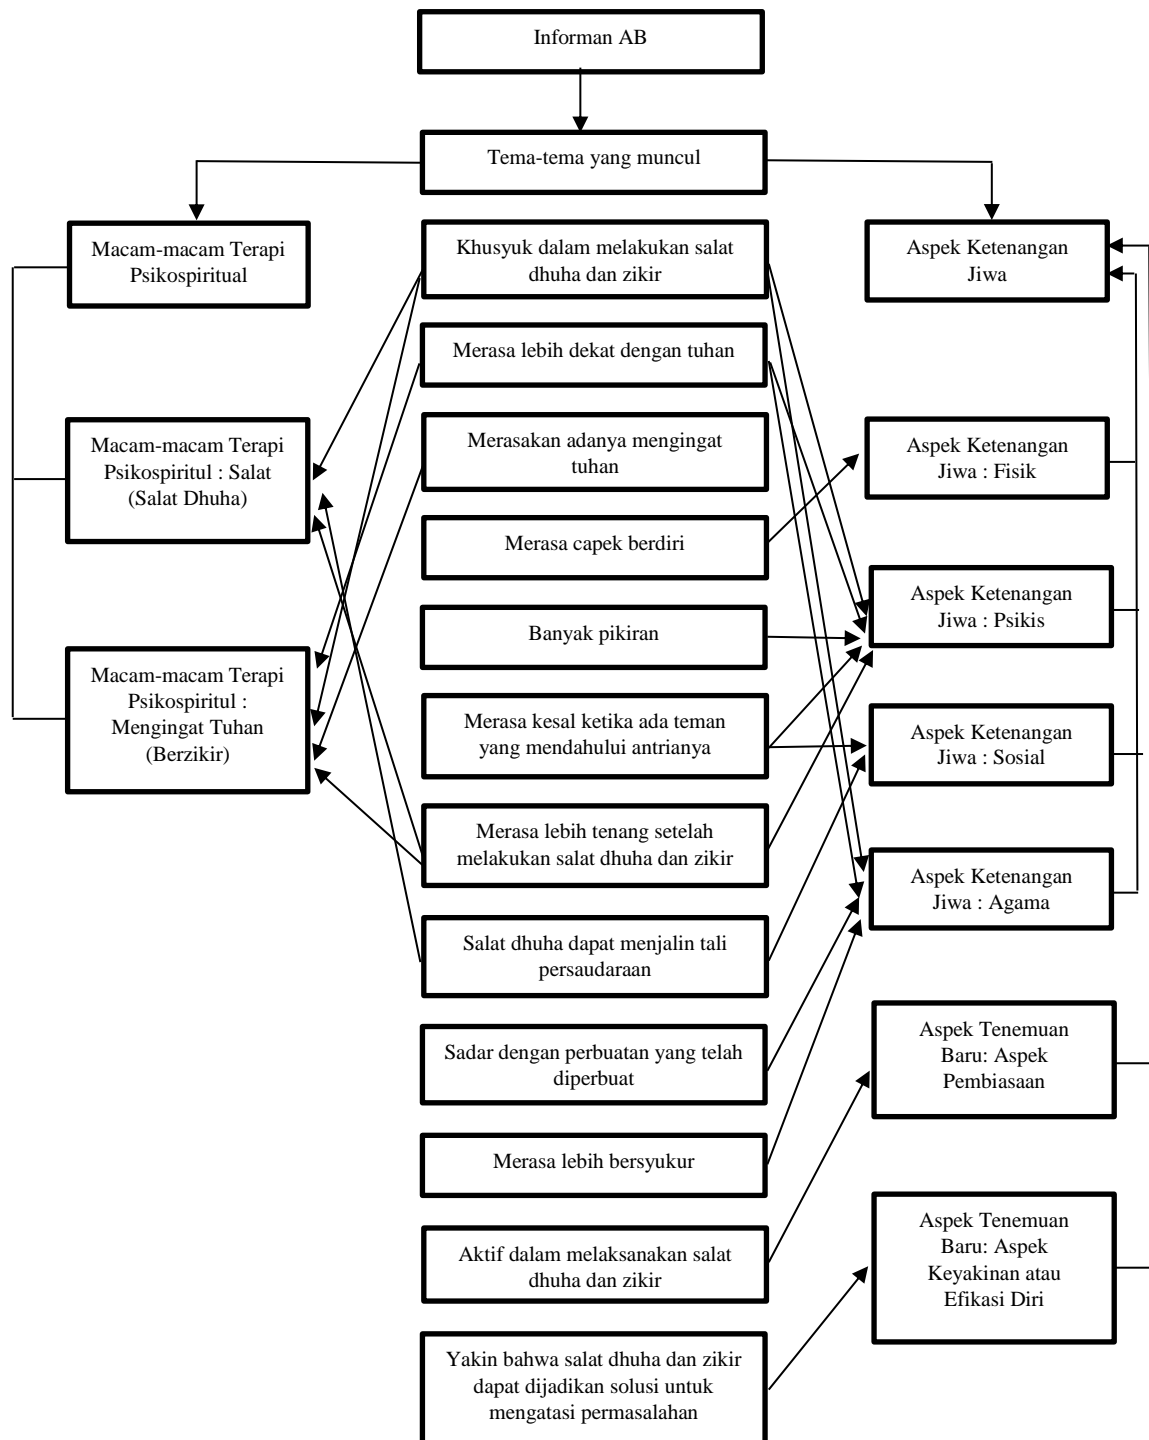 Informan AB
Tema-tema yang muncul
Macam-macam Terapi
Psikospiritual
Macam-macam Terapi
Psikospiritul : Salat
(Salat Dhuha)
Macam-macam Terapi
Psikospiritul :
Mengingat Tuhan
(Berzikir)
Khusyuk dalam melakukan salat
dhuha dan zikir
Merasa lebih dekat dengan tuhan
Merasakan adanya mengingat
tuhan
Merasa capek berdiri
Banyak pikiran
Merasa kesal ketika ada teman
yang mendahului antrianya
Merasa lebih tenang setelah
melakukan salat dhuha dan zikir
Salat dhuha dapat menjalin tali
persaudaraan
Sadar dengan perbuatan yang telah
diperbuat
Merasa lebih bersyukur
Aktif dalam melaksanakan salat
dhuha dan zikir
Yakin bahwa salat dhuha dan zikir
dapat dijadikan solusi untuk
mengatasi permasalahan
Aspek Ketenangan
Jiwa
Aspek Ketenangan
Jiwa : Fisik
Aspek Ketenangan
Jiwa : Psikis
Aspek Ketenangan
Jiwa : Sosial
Aspek Ketenangan
Jiwa : Agama
Aspek Tenemuan
Baru: Aspek
Pembiasaan
Aspek Tenemuan
Baru: Aspek
Keyakinan atau
Efikasi Diri